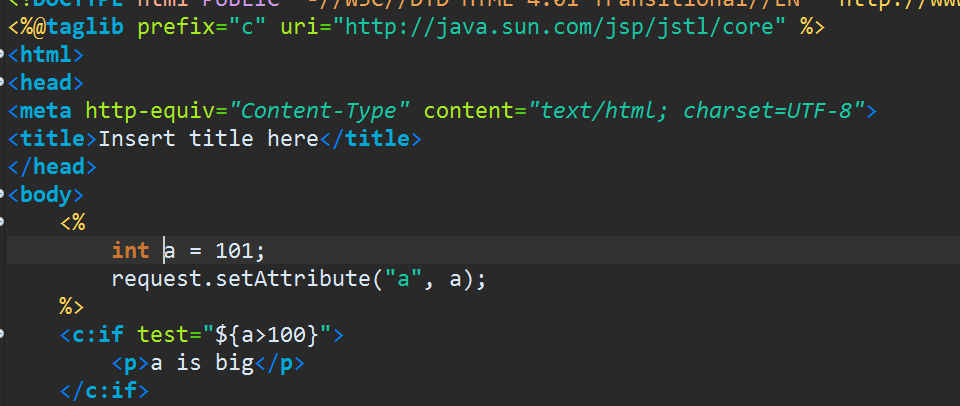 <!DOCTYPE html PUBLIC "-//W3C//DTD HTML 4.01 Transitional//EN" "http://www
<%@taglib prefix="c" uri="http://java.sun.com/jsp/jstl/core" %>
<html>
<head>
<meta http-equiv="Content-Type" content="text/html; charset=UTF-8">
<title>Insert title here</title>
</head>
<body>
<%
int a = 101;
request.setAttribute("a", a);
%>
<c:if test="${a>100}">
<p>a is big</p>
</c:if>